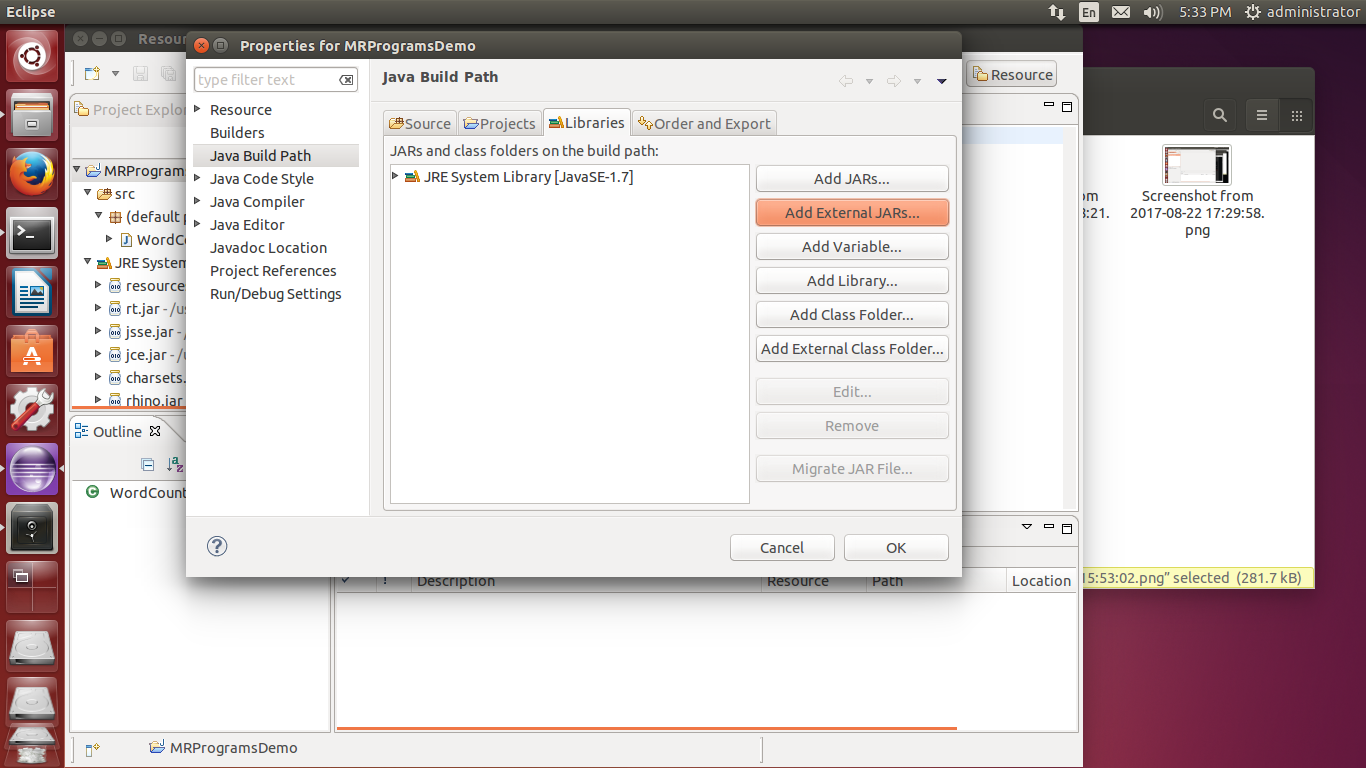 Eclipse
En
5:33 PM
administrator
Resour
Properties for MRProgramsDemo
type filter text
Resource
Builders
Java Build Path
Java Code Style
Java Compiler
Java Editor
Javadoc Location
Project References
Run/Debug Settings
Java Build Path
Source
Projects
Libraries
Order and Export
JARs and class folders on the build path:
JRE System Library [JavaSE-1.7]
Add JARs...
Add External JARs...
Add Variable...
Add Library...
Add Class Folder...
Add External Class Folder...
Edit...
Remove
Migrate JAR File...
Cancel
OK
Resource
Project Explor
MRPrograms
src
(default p
WordCo
JRE System
resource
rt.jar - /us
jsse.jar - /
jce.jar - /u
charsets.
rhino.jar
Outline
WordCount
! Description Resource Path Location
MRProgramsDemo
om
3:21.
Screenshot from
2017-08-22 17:29:58.
png
15:53:02.png" selected (281.7 kB)